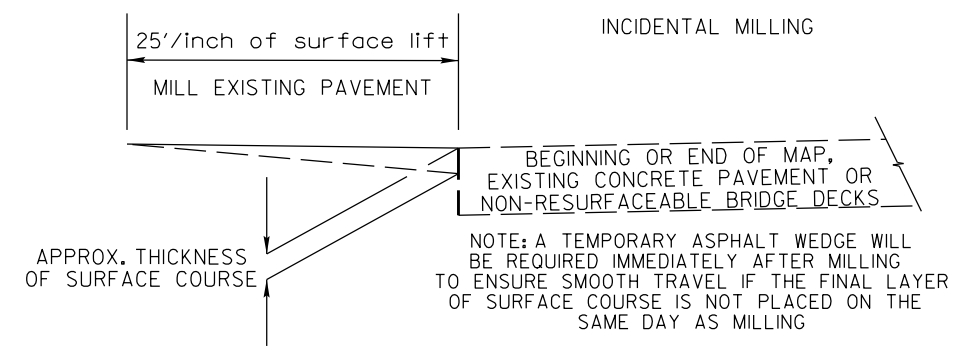 INCIDENTAL MILLING
25'/inch of surface lift
MILL EXISTING PAVEMENT
BEGINNING OR END OF MAP,
EXISTING CONCRETE PAVEMENT OR
NON-RESURFACEABLE BRIDGE DECKS
APPROX. THICKNESS
OF SURFACE COURSE
NOTE: A TEMPORARY ASPHALT WEDGE WILL
BE REQUIRED IMMEDIATELY AFTER MILLING
TO ENSURE SMOOTH TRAVEL IF THE FINAL LAYER
OF SURFACE COURSE IS NOT PLACED ON THE
SAME DAY AS MILLING